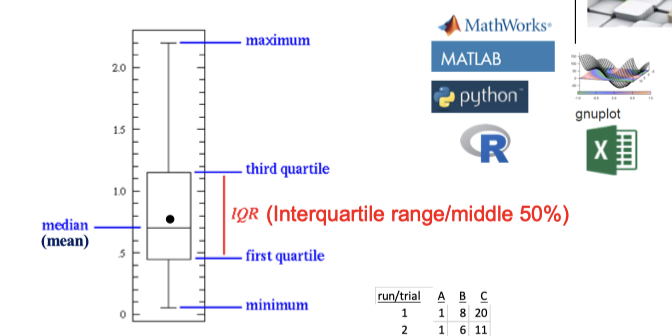 maximum
2.0
1.5
third quartile
1.0
IQR (Interquartile range/middle 50%)
median
(mean)
.5
first quartile
minimum
0
MathWorks®
MATLAB
python™
R
gnuplot
X
run/trial A B C
1 1 8 20
2 1 6 11